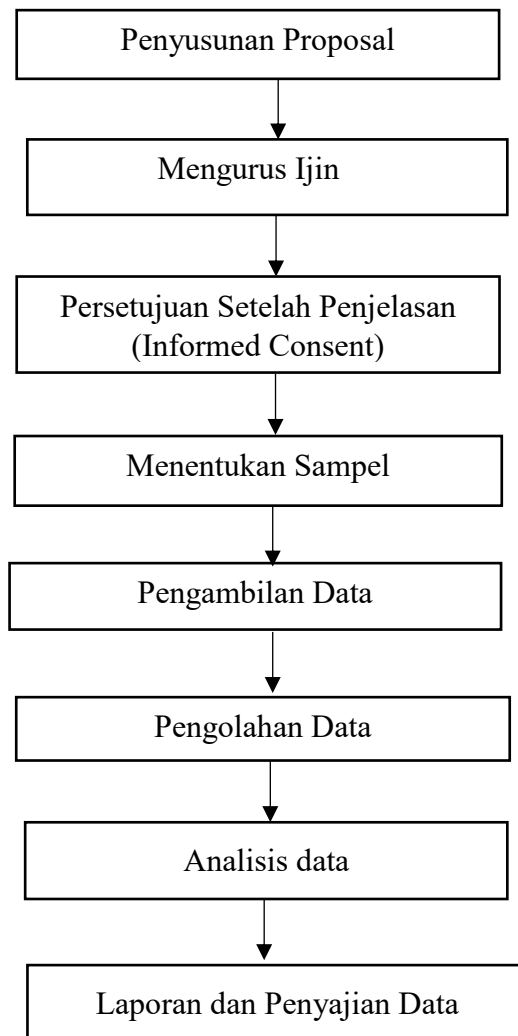 Penyusunan Proposal
Mengurus Ijin
Persetujuan Setelah Penjelasan
(Informed Consent)
Menentukan Sampel
Pengambilan Data
Pengolahan Data
Analisis data
Laporan dan Penyajian Data